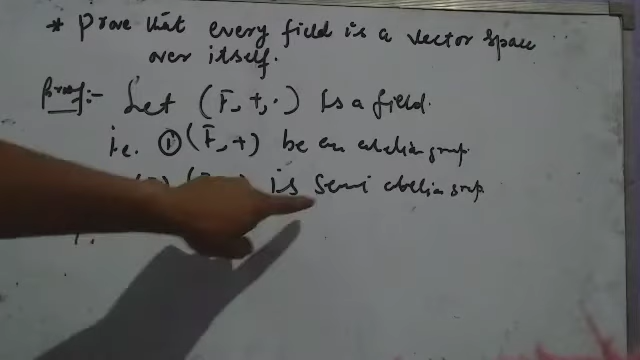 * Prove that every field is a vector space
over itself.
Proof:- Let (F, +, ·) is a field.
i.e. ① (F, +) be an abelian group.
is semi abelian group